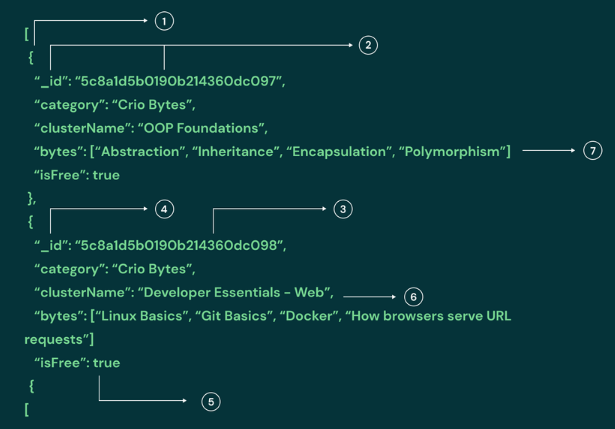 [ 1
{ 2
“_id”: “5c8a1d5b0190b214360dc097”,
“category”: “Crio Bytes”,
“clusterName”: “OOP Foundations”,
“bytes”: [“Abstraction”, “Inheritance”, “Encapsulation”, “Polymorphism”] 7
“isFree”: true
},
4 3
{
“_id”: “5c8a1d5b0190b214360dc098”,
“category”: “Crio Bytes”,
“clusterName”: “Developer Essentials - Web”, 6
“bytes”: [“Linux Basics”, “Git Basics”, “Docker”, “How browsers serve URL
requests”]
“isFree”: true
{ 5
[